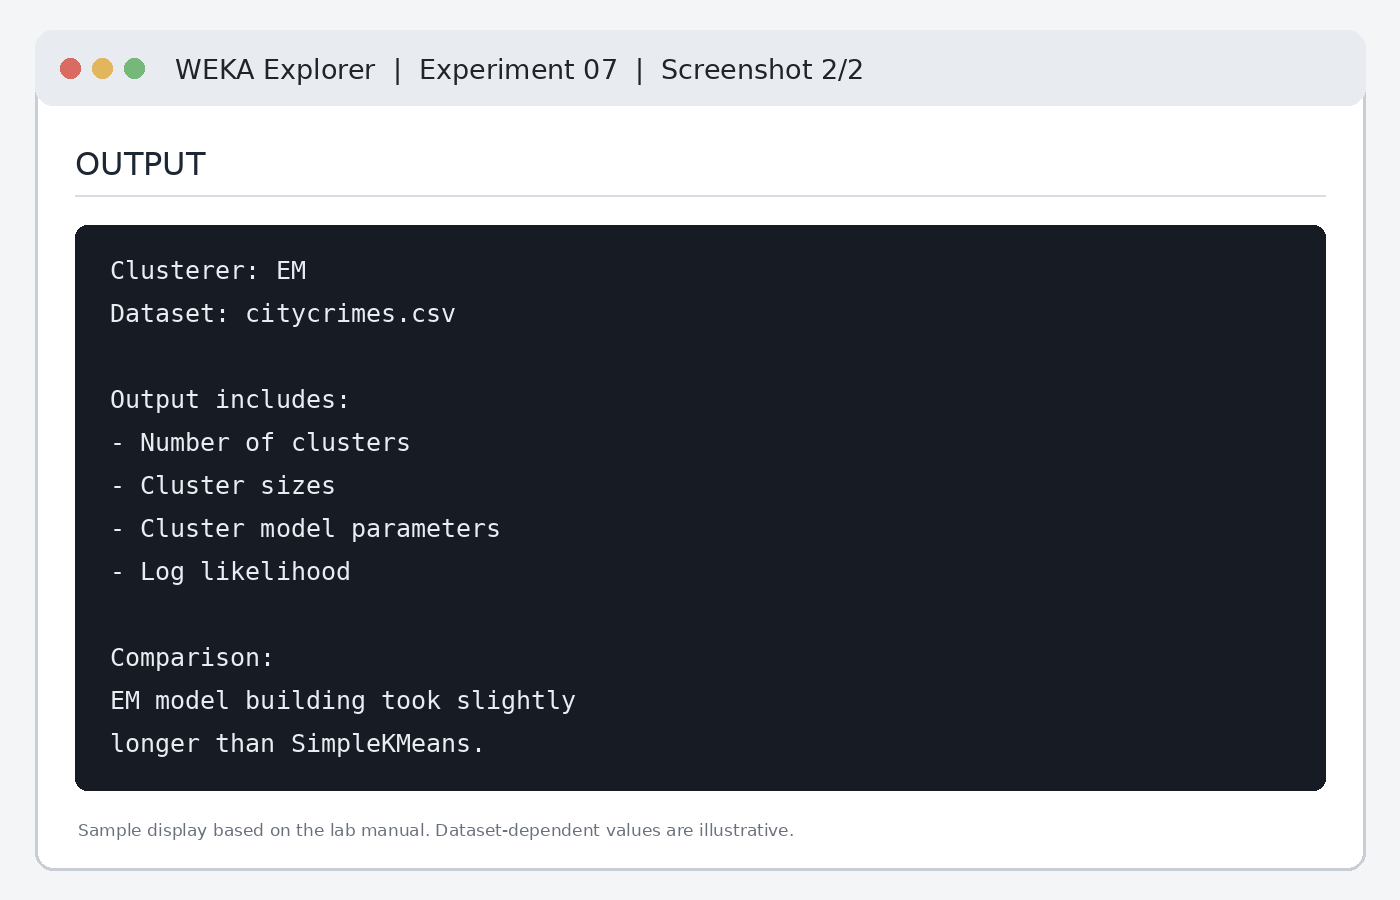 WEKA Explorer | Experiment 07 | Screenshot 2/2
OUTPUT
Clusterer: EM
Dataset: citycrimes.csv
Output includes:
- Number of clusters
- Cluster sizes
- Cluster model parameters
- Log likelihood
Comparison:
EM model building took slightly
longer than SimpleKMeans.
Sample display based on the lab manual. Dataset-dependent values are illustrative.